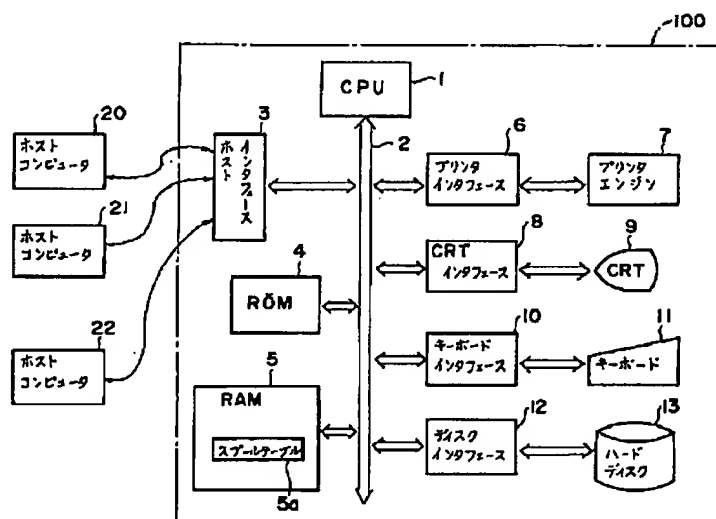 100
CPU
1
20
ホスト
コンピュータ
3
ホスト
インタフェース
2
6
プリンタ
インタフェース
7
プリンタ
エンジン
21
ホスト
コンピュータ
8
CRT
インタフェース
9
CRT
4
ROM
22
ホスト
コンピュータ
10
キーボード
インタフェース
11
キーボード
5
RAM
スプールテーブル
5a
12
ディスク
インタフェース
13
ハード
ディスク